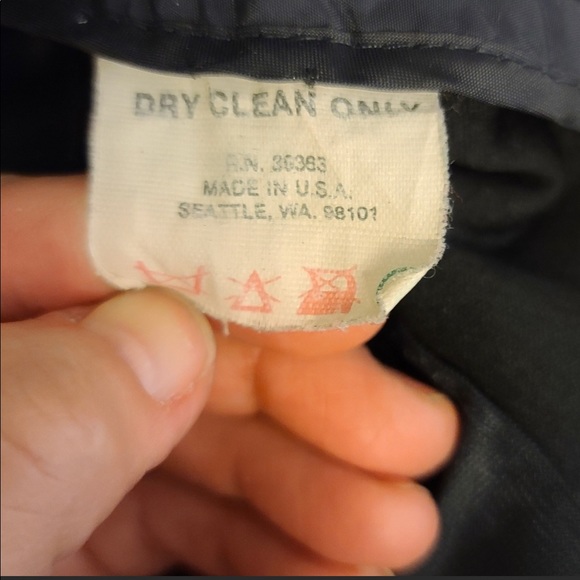 DRY CLEAN ONLY
R.N. 36363
MADE IN U.S.A.
SEATTLE, WA. 98101